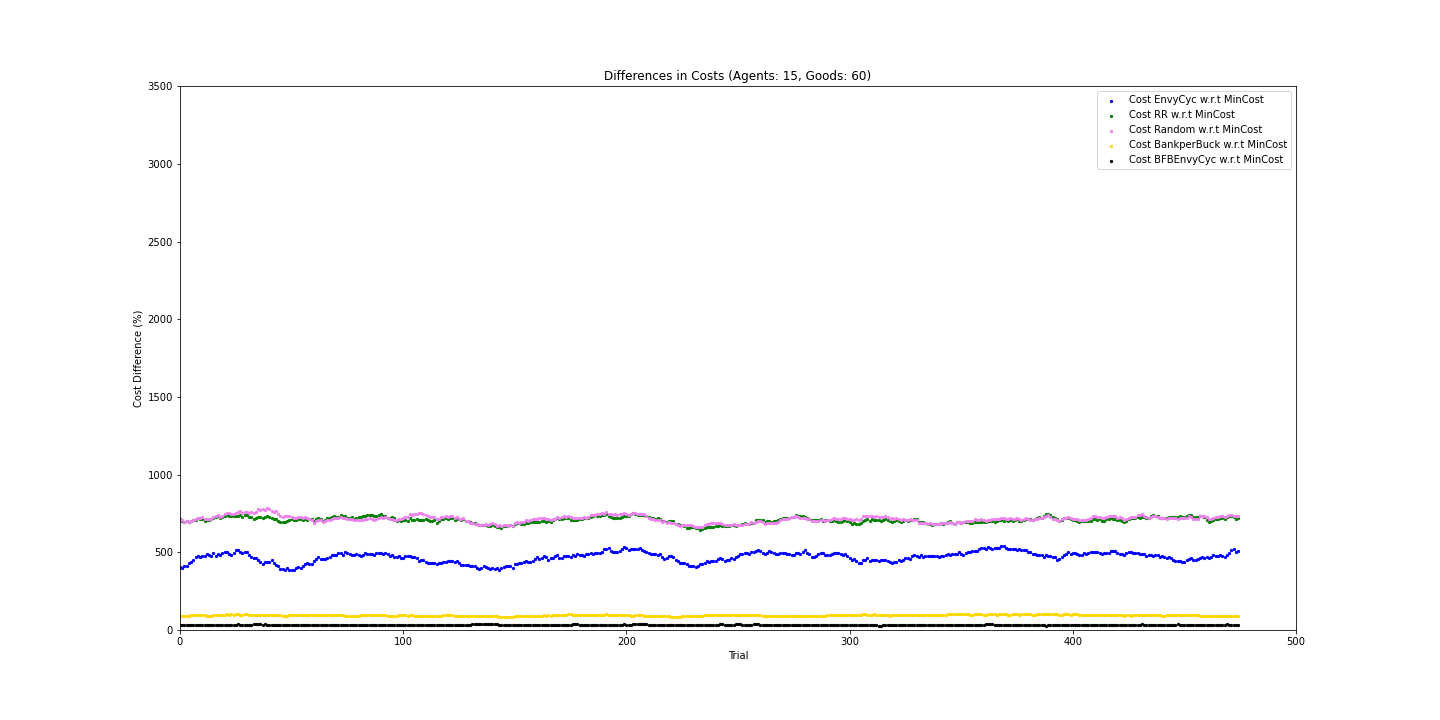 Differences in Costs (Agents: 15, Goods: 60)
3500
3000
2500
2000
1500
1000
500
0
Cost Difference (%)
Cost EnvyCyc w.r.t MinCost
Cost RR w.r.t MinCost
Cost Random w.r.t MinCost
Cost BankperBuck w.r.t MinCost
Cost BFBEnvyCyc w.r.t MinCost
0 100 200 300 400 500
Trial